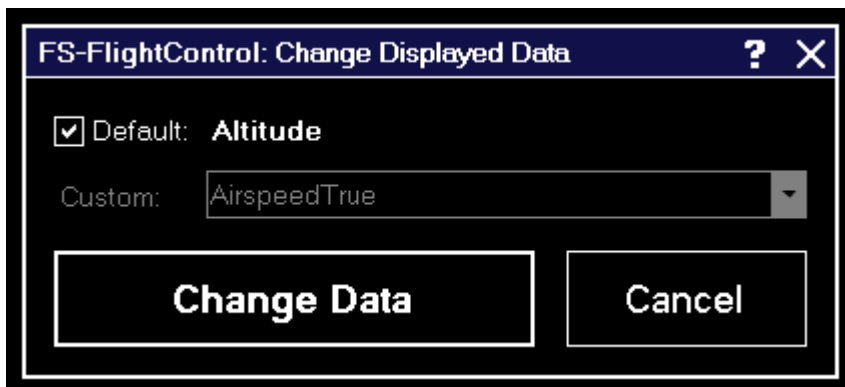 FS-FlightControl: Change Displayed Data ?
Default: Altitude
Custom: AirspeedTrue
Change Data Cancel